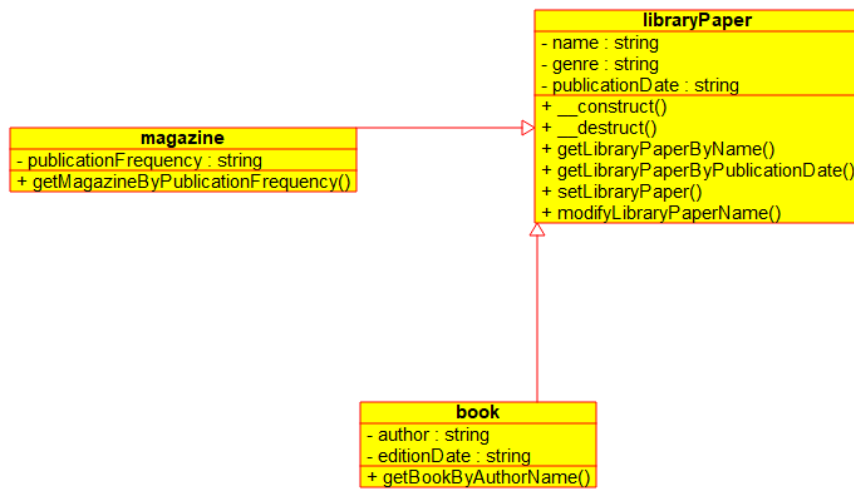 libraryPaper
- name : string
- genre : string
- publicationDate : string
+ __construct()
+ __destruct()
+ getLibraryPaperByName()
+ getLibraryPaperByPublicationDate()
+ setLibraryPaper()
+ modifyLibraryPaperName()
magazine
- publicationFrequency : string
+ getMagazineByPublicationFrequency()
book
- author : string
- editionDate : string
+ getBookByAuthorName()